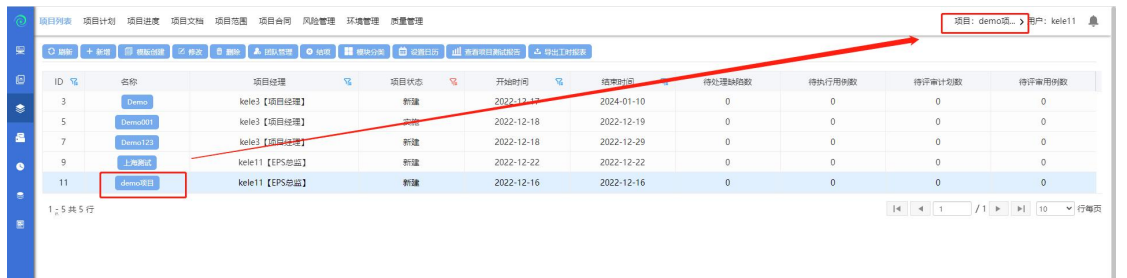 项目列表 项目计划 项目进度 项目文档 项目范围 项目合同 风险管理 环境管理 质量管理 项目: demo项... 用户: kele11
刷新 新增 模版创建 修改 删除 团队管理 结项 模块分类 设置日历 查看项目测试报告 导出工时报表
ID 名称 项目经理 项目状态 开始时间 结束时间 待处理缺陷数 待执行用例数 待评审计划数 待评审用例数
3 Demo kele3【项目经理】 新建 2022-12-17 2024-01-10 0 0 0 0
5 Demo001 kele3【项目经理】 实施 2022-12-18 2022-12-19 0 0 0 0
7 Demo123 kele3【项目经理】 新建 2022-12-18 2022-12-29 0 0 0 0
9 上海测试 kele11【EPS总监】 新建 2022-12-22 2022-12-22 0 0 0 0
11 demo项目 kele11【EPS总监】 新建 2022-12-16 2022-12-16 0 0 0 0
1 - 5 共 5 行 1 / 1 10 行每页